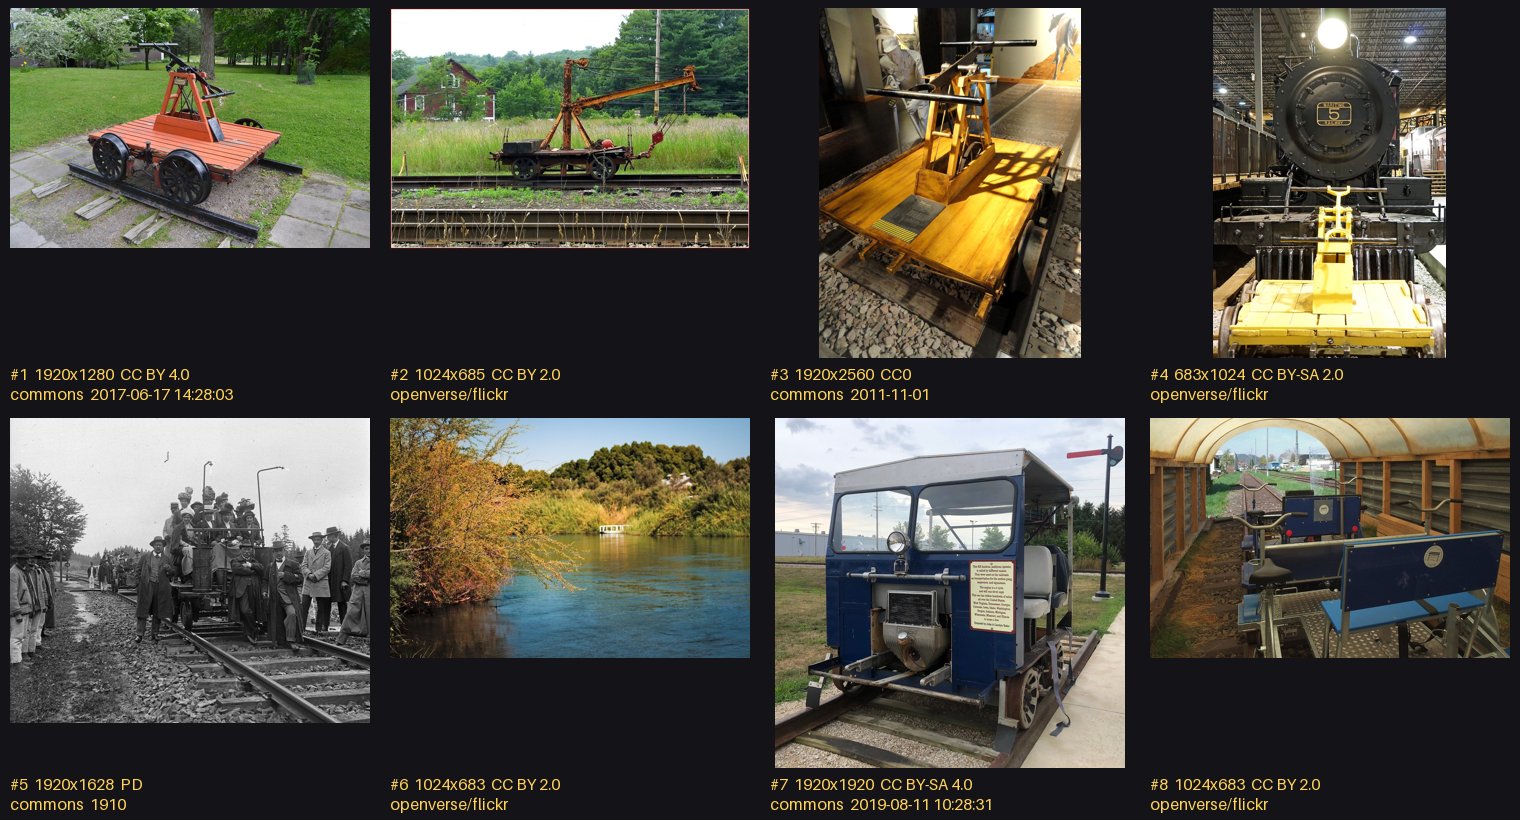 5
#1 1920x1280 CC BY 4.0
commons 2017-06-17 14:28:03
#2 1024x685 CC BY 2.0
openverse/flickr
#3 1920x2560 CC0
commons 2011-11-01
#4 683x1024 CC BY-SA 2.0
openverse/flickr
#5 1920x1628 PD
commons 1910
#6 1024x683 CC BY 2.0
openverse/flickr
#7 1920x1920 CC BY-SA 4.0
commons 2019-08-11 10:28:31
#8 1024x683 CC BY 2.0
openverse/flickr